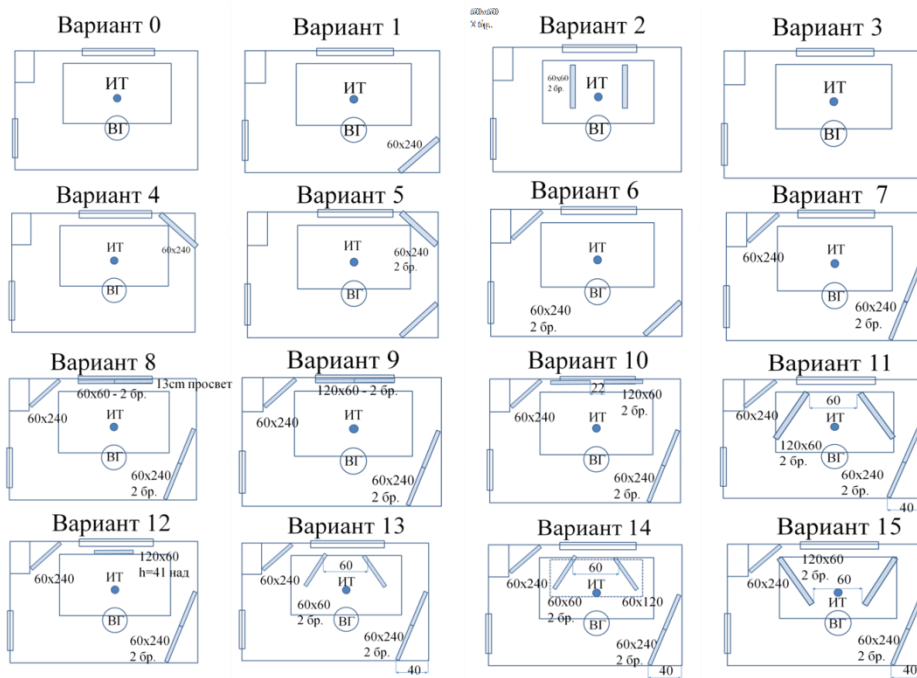 Вариант 0
ИТ
ВГ
Вариант 1
ИТ
ВГ
60x240
Вариант 2
60x60
2 бр.
ИТ
ВГ
Вариант 3
ИТ
ВГ
Вариант 4
60x240
ИТ
ВГ
Вариант 5
ИТ
60x240
2 бр.
ВГ
Вариант 6
60x240
ИТ
ВГ
60x240
2 бр.
Вариант 7
60x240
ИТ
ВГ
60x240
2 бр.
Вариант 8
13cm просвет
60x60 - 2 бр.
60x240
ИТ
ВГ
60x240
2 бр.
Вариант 9
120x60 - 2 бр.
60x240
ИТ
ВГ
60x240
2 бр.
Вариант 10
22
120x60
2 бр.
60x240
ИТ
ВГ
60x240
2 бр.
Вариант 11
60x240
60
ИТ
120x60
2 бр.
ВГ
60x240
2 бр.
40
Вариант 12
120x60
h=41 над
60x240
ИТ
ВГ
60x240
2 бр.
Вариант 13
60x240
60
ИТ
60x60
2 бр.
ВГ
60x240
2 бр.
40
Вариант 14
60x240
60
ИТ
60x60
2 бр.
60x120
ВГ
60x240
2 бр.
40
Вариант 15
120x60
2 бр.
60x240
60
ИТ
ВГ
60x240
2 бр.
40